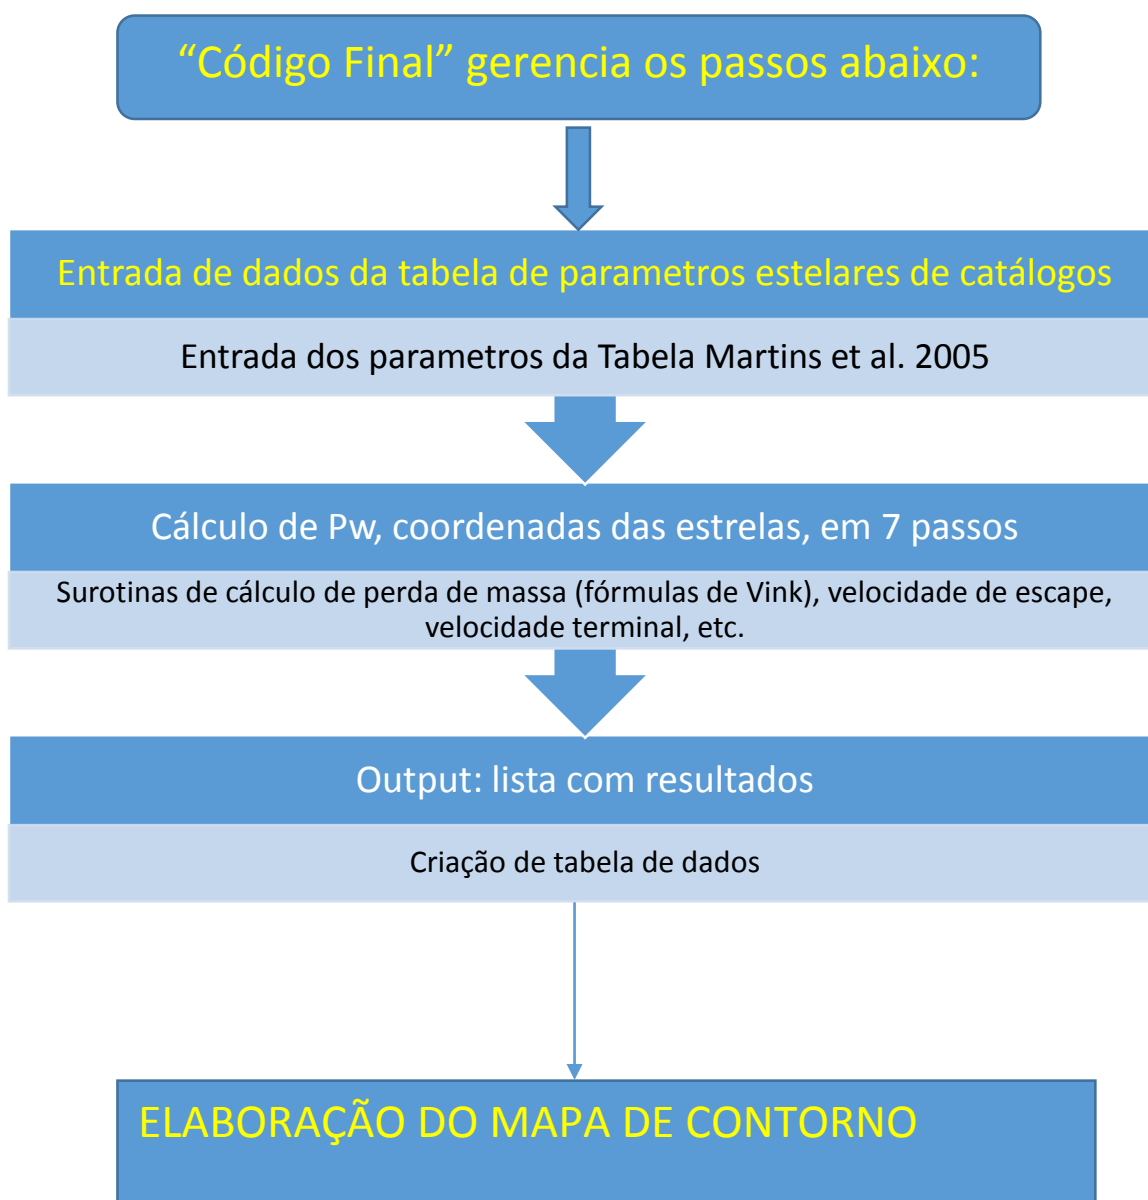 “Código Final” gerencia os passos abaixo:
Entrada de dados da tabela de parametros estelares de catálogos
Entrada dos parametros da Tabela Martins et al. 2005
Cálculo de Pw, coordenadas das estrelas, em 7 passos
Surotinas de cálculo de perda de massa (fórmulas de Vink), velocidade de escape,
velocidade terminal, etc.
Output: lista com resultados
Criação de tabela de dados
ELABORAÇÃO DO MAPA DE CONTORNO